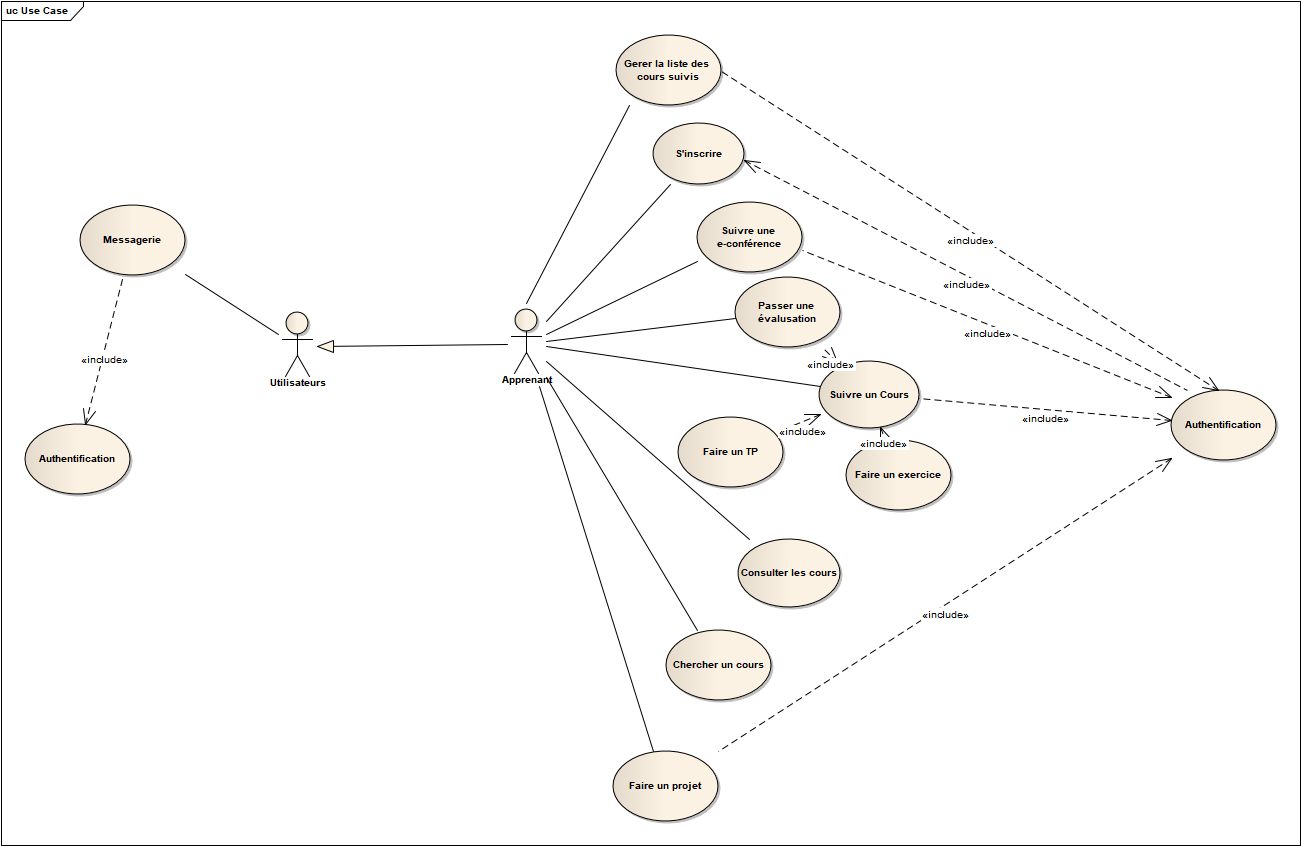 uc Use Case
Gerer la liste des
cours suivis
S'inscrire
Suivre une
e-conférence
Messagerie
«include»
«include»
Passer une
évalusation
«include»
Utilisateurs
Apprenant
«include»
«include»
Suivre un Cours
«include»
Authentification
«include»
Faire un TP
«include»
Faire un exercice
Authentification
Consulter les cours
«include»
Chercher un cours
Faire un projet